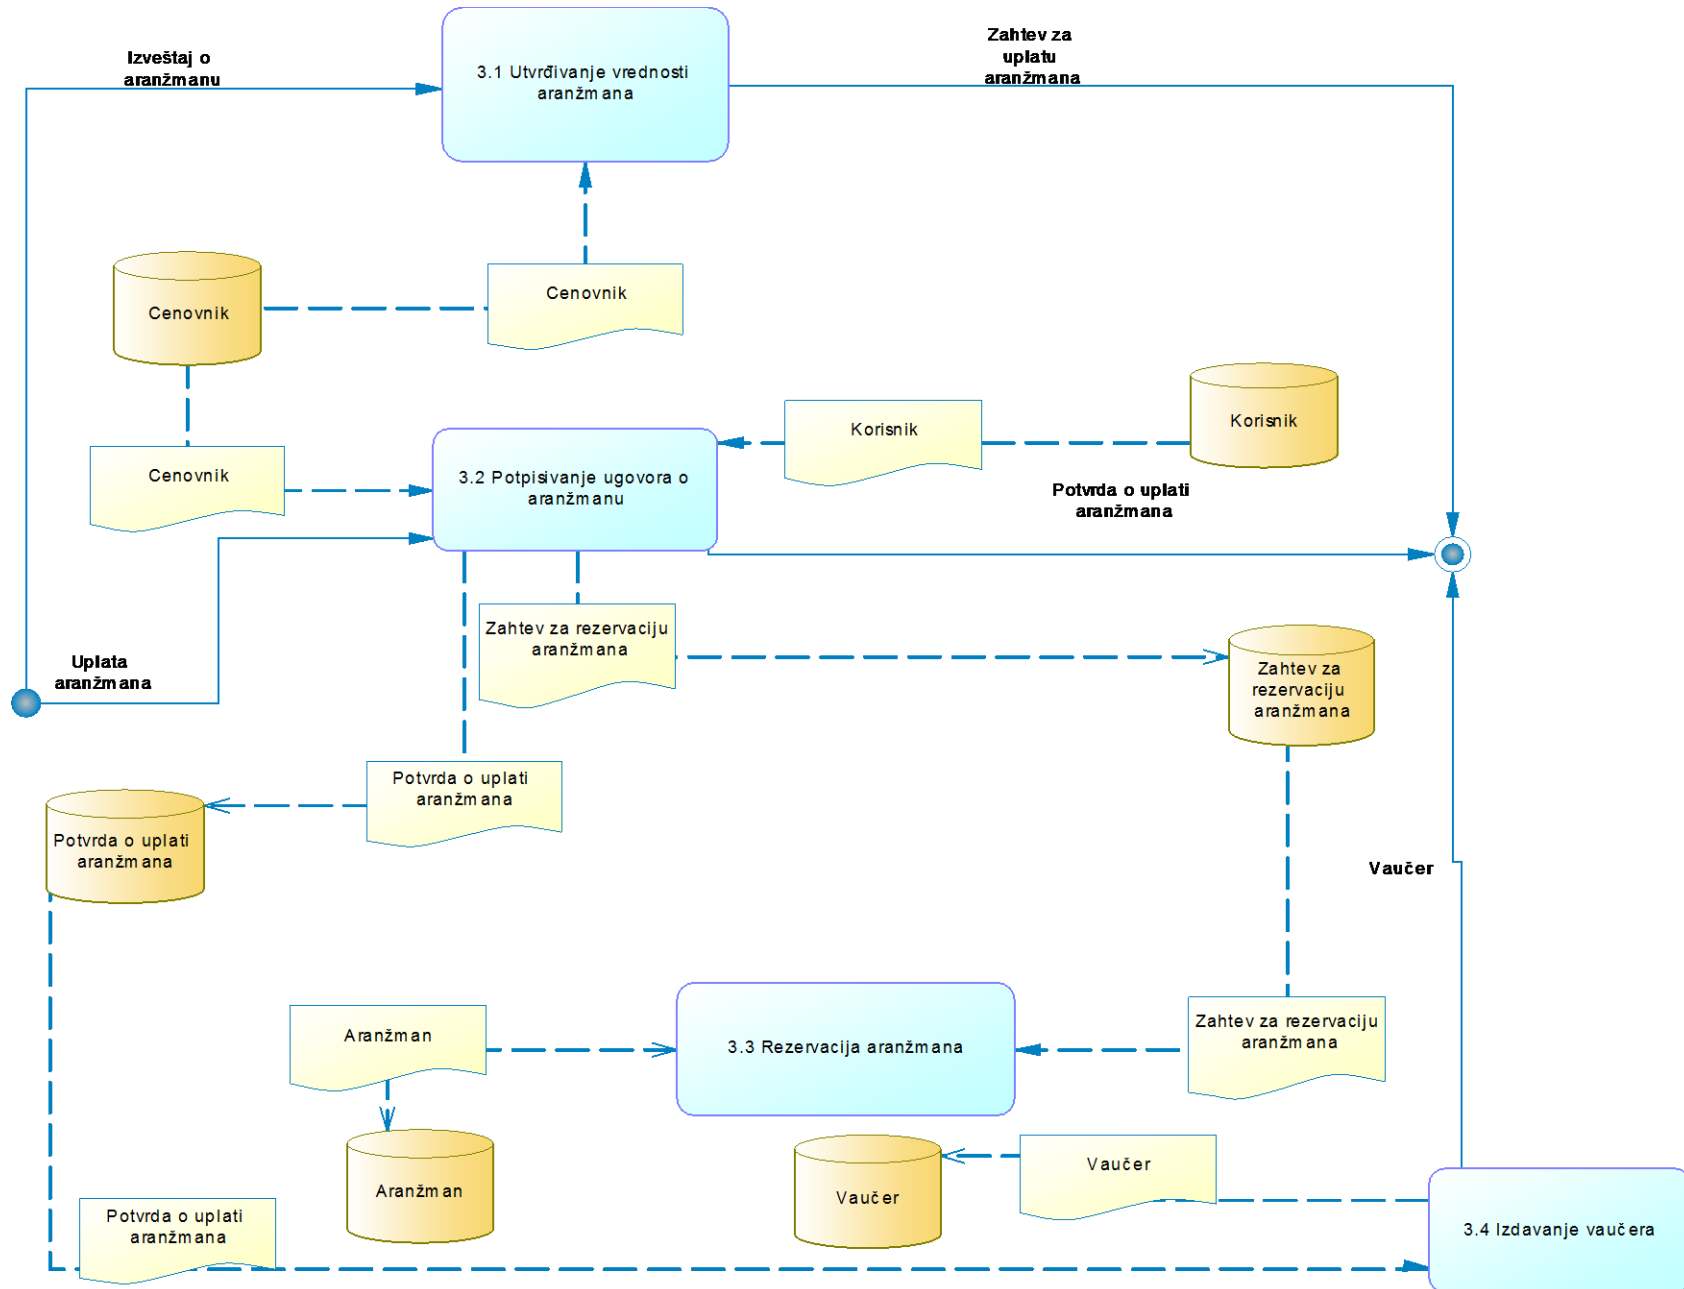 Izveštaj o
aranžmanu
3.1 Utvrđivanje vrednosti
aranžmana
Zahtev za
uplatu
aranžmana
Cenovnik
Cenovnik
Cenovnik
3.2 Potpisivanje ugovora o
aranžmanu
Korisnik
Korisnik
Potvrda o uplati
aranžmana
Uplata
aranžmana
Zahtev za rezervaciju
aranžmana
Zahtev za
rezervaciju
aranžmana
Potvrda o uplati
aranžmana
Potvrda o uplati
aranžmana
Vaučer
Aranžman
3.3 Rezervacija aranžmana
Zahtev za rezervaciju
aranžmana
Aranžman
Vaučer
Vaučer
Potvrda o uplati
aranžmana
3.4 Izdavanje vaučera